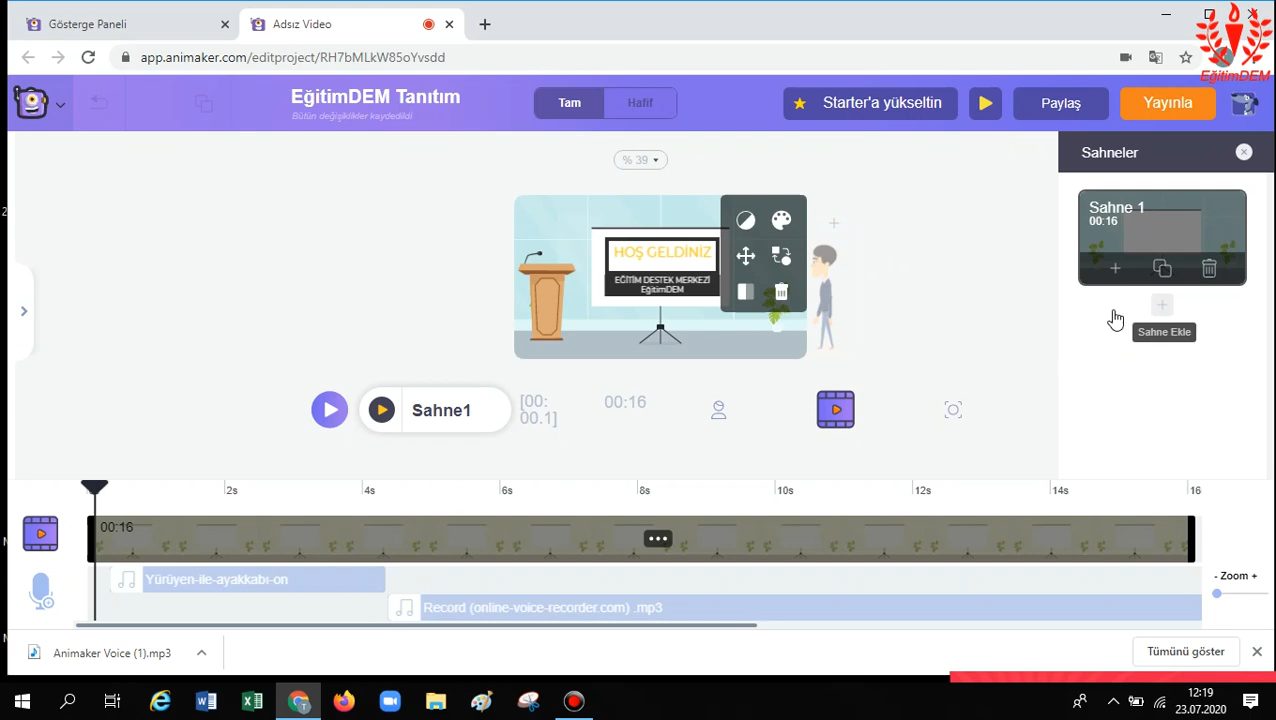 Gösterge Paneli
Adsız Video
app.animaker.com/editproject/RH7bMLkW85oYvsdd
EğitimDEM
EğitimDEM Tanıtım
Bütün değişiklikler kaydedildi
Tam
Hafif
Starter'a yükseltin
Paylaş
Yayınla
% 39
Sahneler
Sahne 1
00:16
HOŞ GELDİNİZ
EĞİTİM DESTEK MERKEZİ
EğitimDEM
Sahne Ekle
Sahne1
[00:
00.1]
00:16
2s
4s
6s
8s
10s
12s
14s
16
00:16
Yürüyen-ile-ayakkabı-on
Record (online-voice-recorder.com) .mp3
- Zoom +
Animaker Voice (1).mp3
Tümünü göster
12:19
23.07.2020